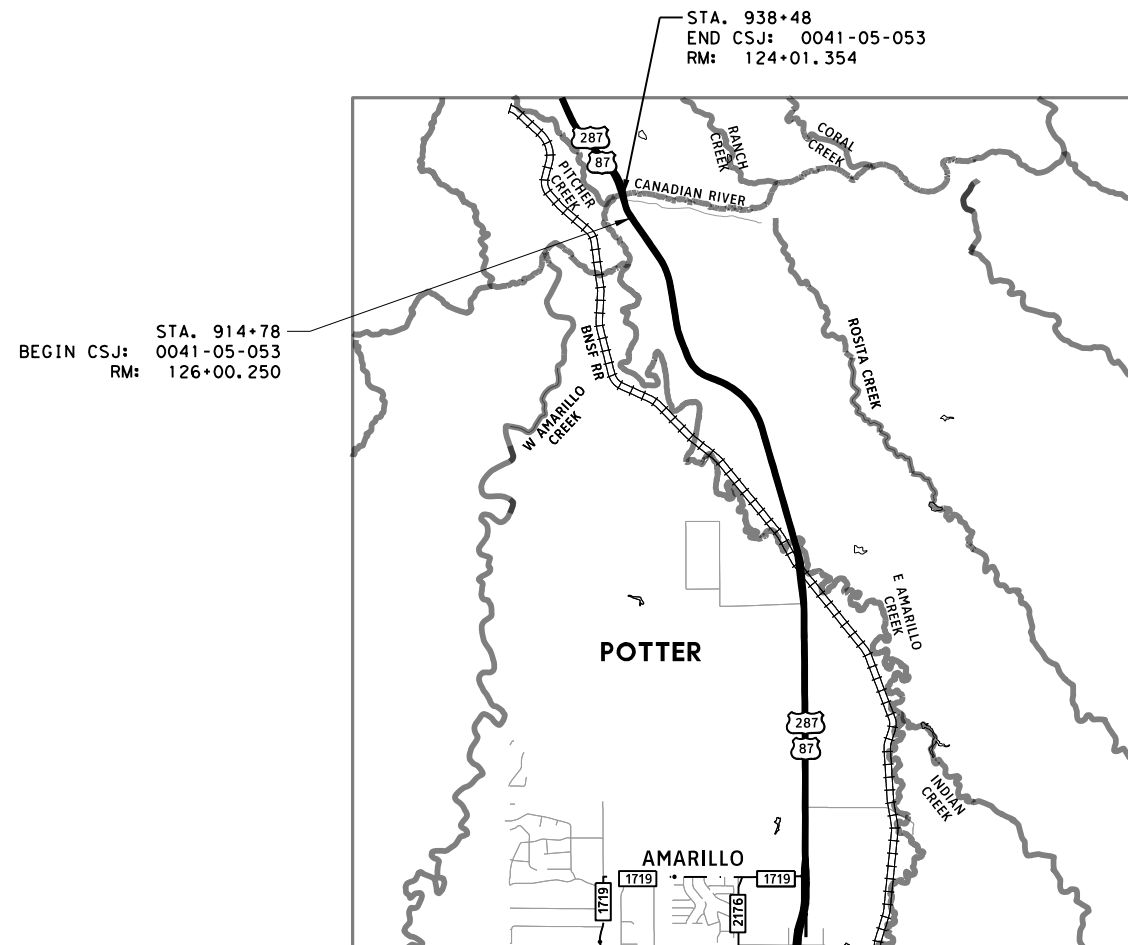 STA. 938+48
END CSJ: 0041-05-053
RM: 124+01.354
287
87
RANCH
CREEK
CORAL
CREEK
PITCHER
CREEK
CANADIAN RIVER
STA. 914+78
BEGIN CSJ: 0041-05-053
RM: 126+00.250
BNSF RR
ROSITA CREEK
W AMARILLO
CREEK
E AMARILLO
CREEK
POTTER
287
87
INDIAN
CREEK
AMARILLO
1719
1719
1719
2176